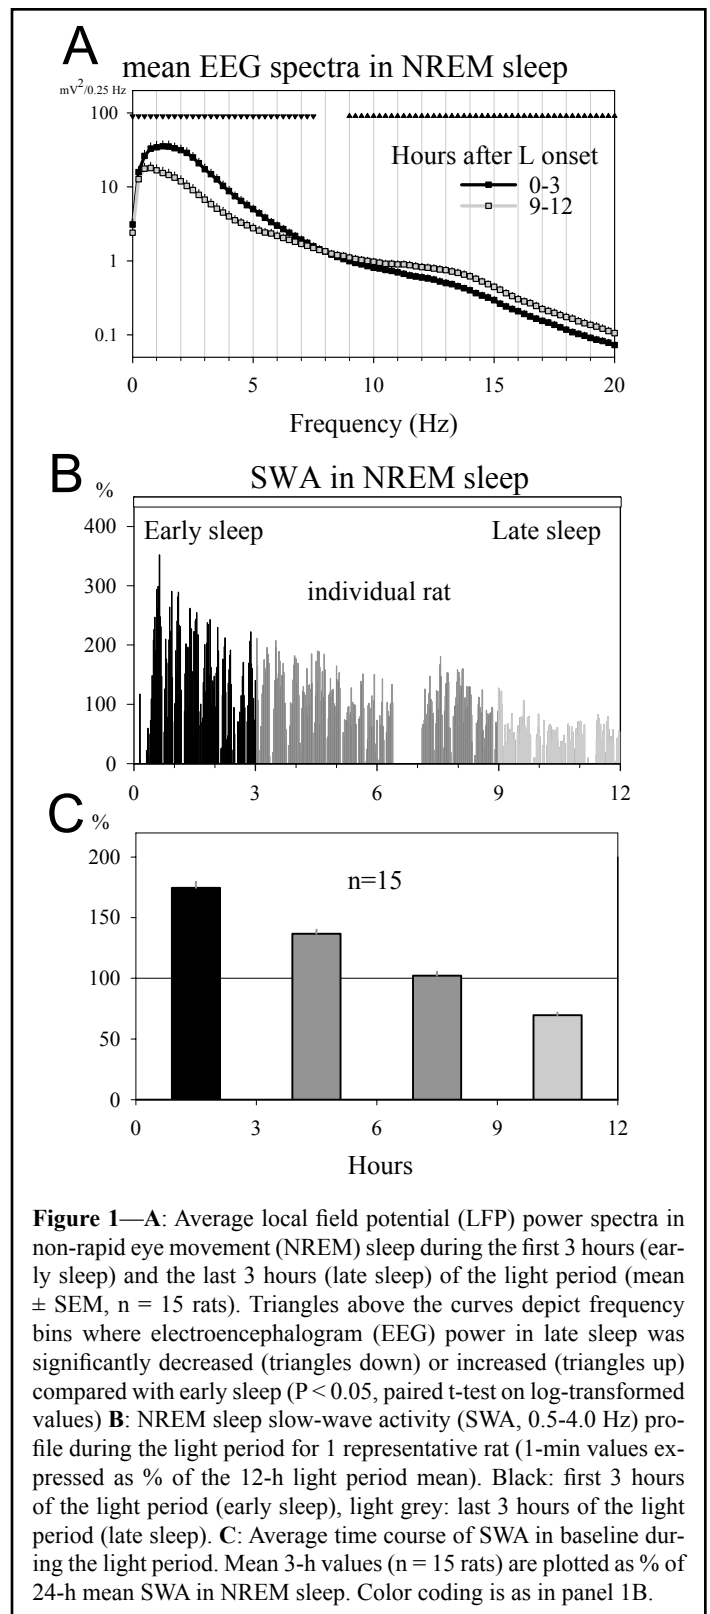 A
mean EEG spectra in NREM sleep
mV2/0.25 Hz
100
10
1
0.1
Hours after L onset
0-3
9-12
0 5 10 15 20
Frequency (Hz)
B
%
SWA in NREM sleep
400
300
200
100
0
Early sleep
Late sleep
individual rat
0 3 6 9 12
C
%
200
150
100
50
0
n=15
0 3 6 9 12
Hours
Figure 1—A: Average local field potential (LFP) power spectra in
non-rapid eye movement (NREM) sleep during the first 3 hours (ear-
ly sleep) and the last 3 hours (late sleep) of the light period (mean
± SEM, n = 15 rats). Triangles above the curves depict frequency
bins where electroencephalogram (EEG) power in late sleep was
significantly decreased (triangles down) or increased (triangles up)
compared with early sleep (P < 0.05, paired t-test on log-transformed
values) B: NREM sleep slow-wave activity (SWA, 0.5-4.0 Hz) pro-
file during the light period for 1 representative rat (1-min values ex-
pressed as % of the 12-h light period mean). Black: first 3 hours
of the light period (early sleep), light grey: last 3 hours of the light
period (late sleep). C: Average time course of SWA in baseline dur-
ing the light period. Mean 3-h values (n = 15 rats) are plotted as % of
24-h mean SWA in NREM sleep. Color coding is as in panel 1B.